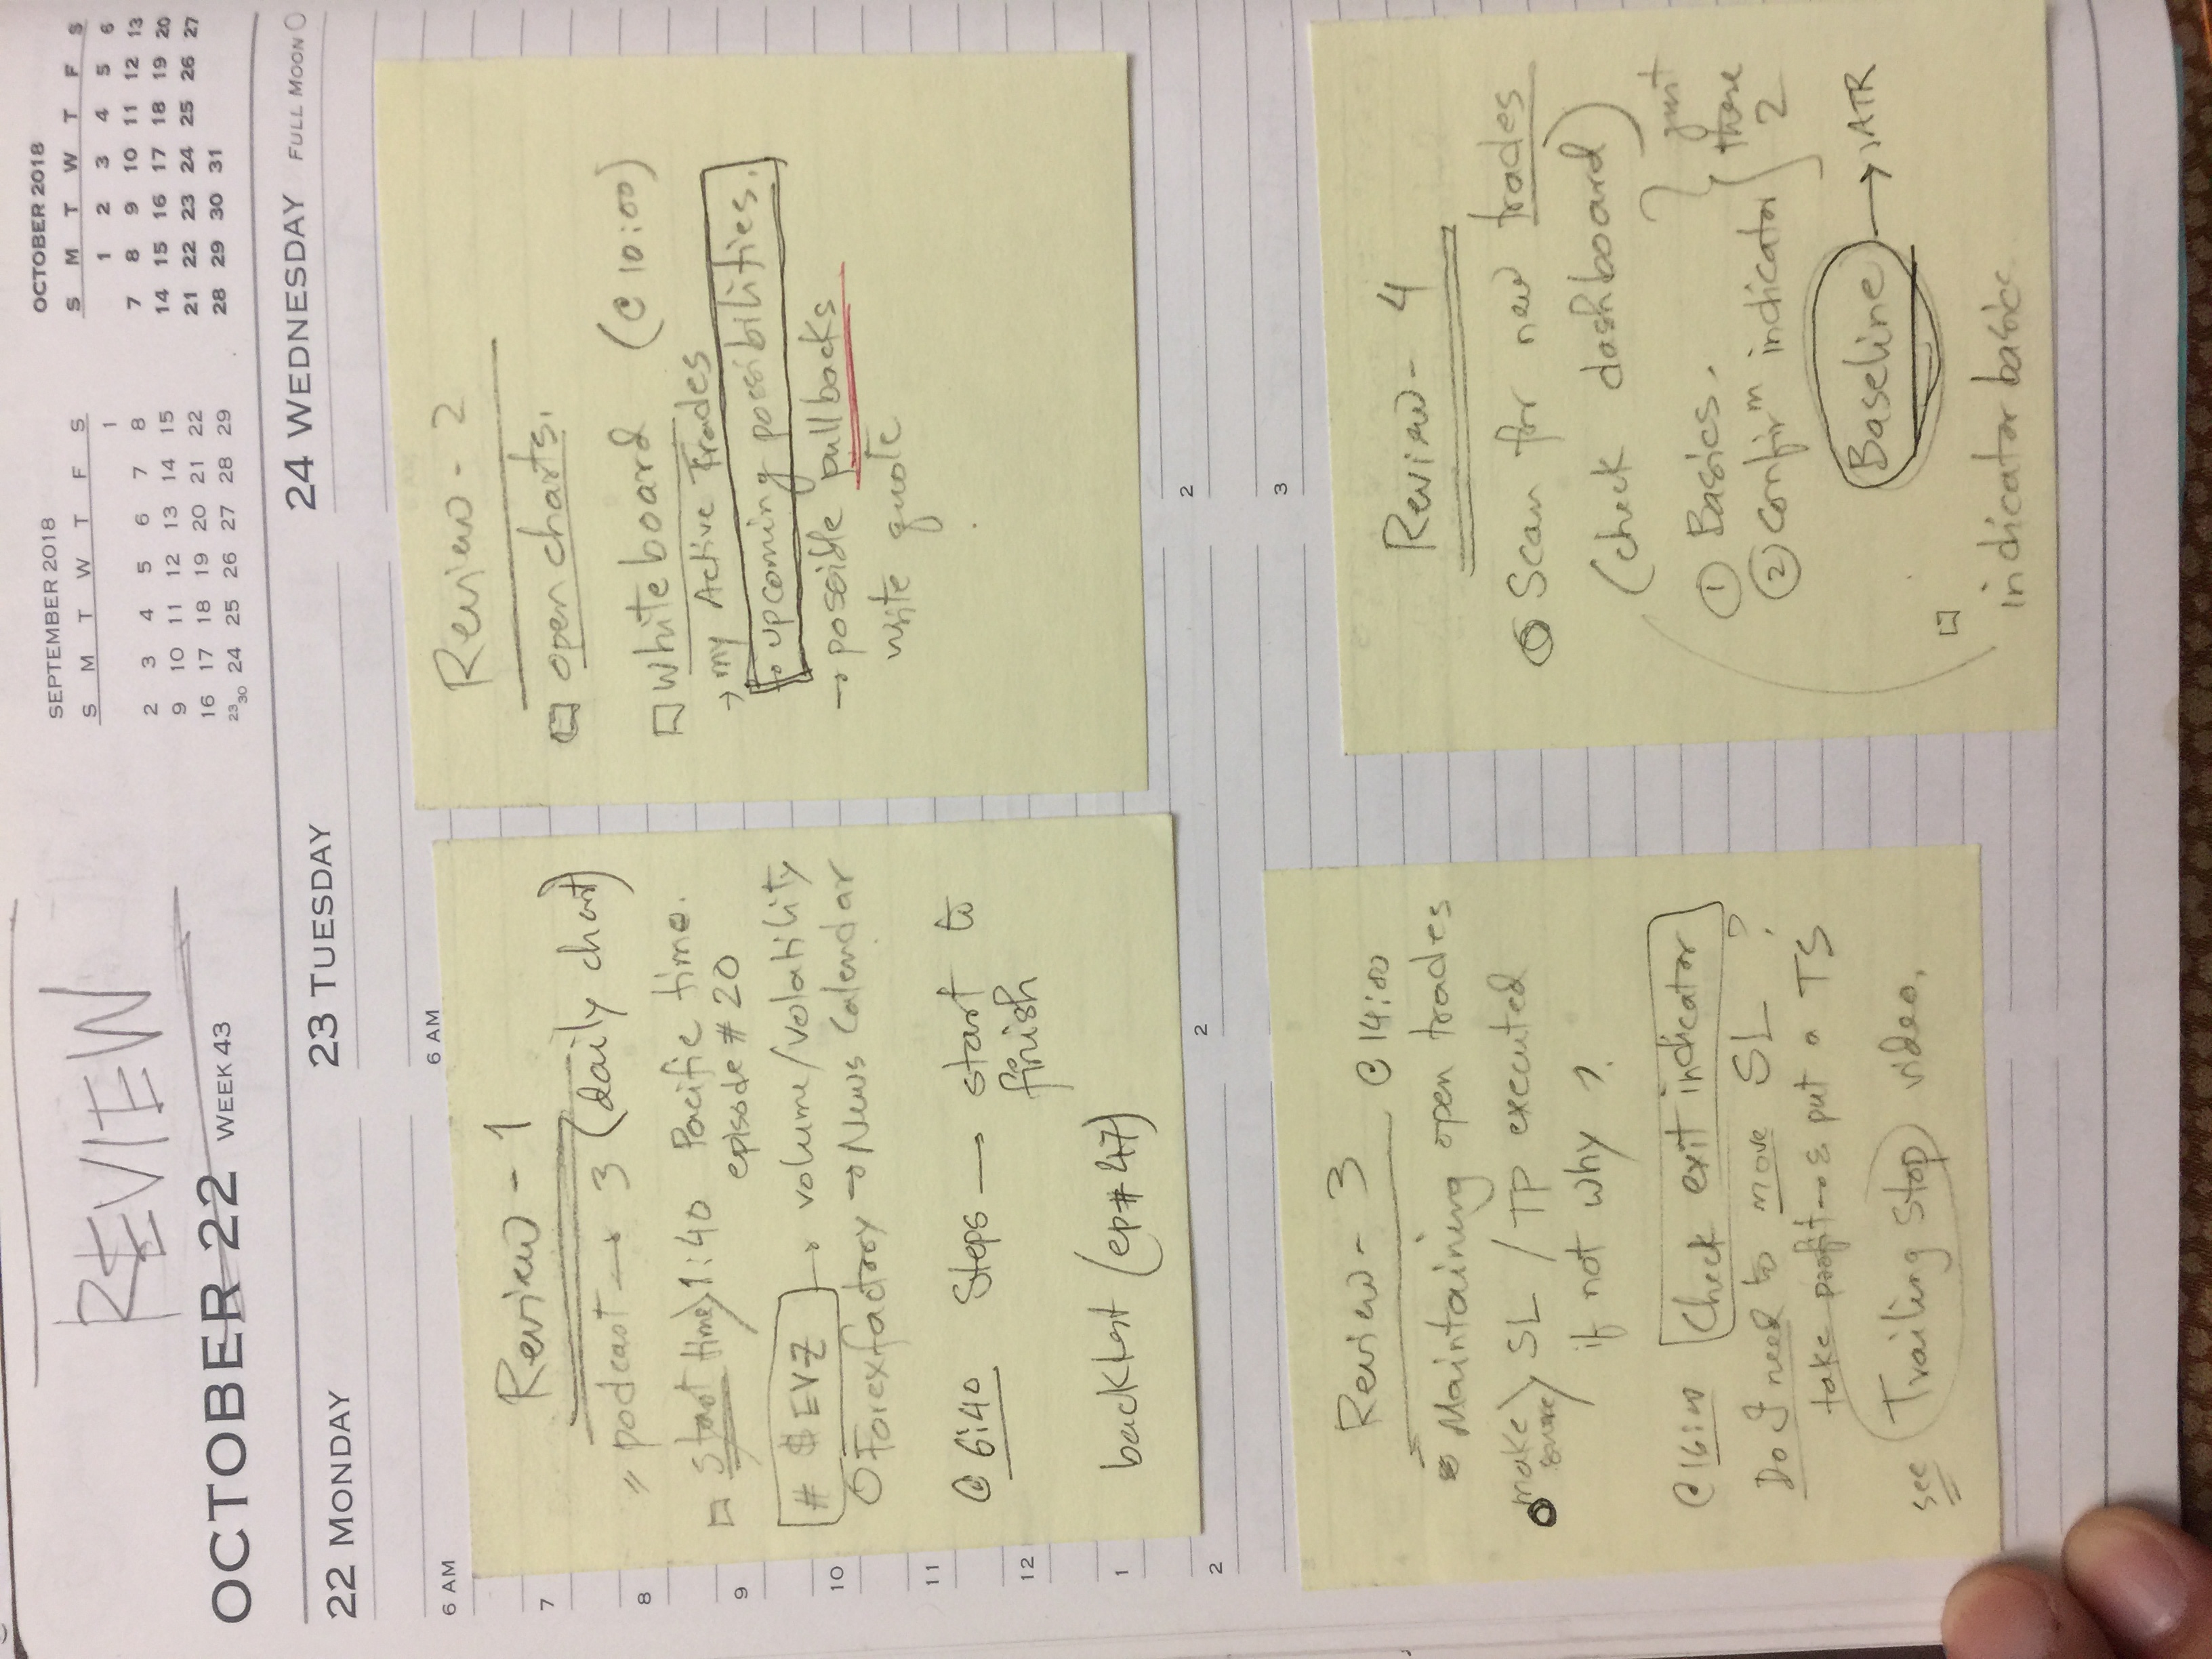 REVIEW
OCTOBER 22 WEEK 43
SEPTEMBER 2018
S M T W T F S
1
2 3 4 5 6 7 8
9 10 11 12 13 14 15
16 17 18 19 20 21 22
23 30 24 25 26 27 28 29
OCTOBER 2018
S M T W T F S
1 2 3 4 5 6
7 8 9 10 11 12 13
14 15 16 17 18 19 20
21 22 23 24 25 26 27
28 29 30 31
22 MONDAY
23 TUESDAY
24 WEDNESDAY FULL MOON
6 AM
7
8
9
10
11
12
1
2
6 AM
2
2
3
Review - 1
podcast → 3 (daily chart)
start time) 1:40 Pacific time.
episode # 20
# $EVZ → volume/volatility
Forexfactory → News Calendar
@ 6:40 Steps → start to
finish
backtest (ep# 47)
Review - 2
open charts.
Whiteboard (@ 10:00)
→ my Active Trades
upcoming possibilities.
→ possible pullbacks
write quote
Review - 3 @ 14:00
Maintaining open trades
make sure) SL / TP executed
if not why ?
@ 16:00 Check exit indicator
Do I need to move SL ?
take profit → & put a TS
see Trailing Stop video.
Review - 4
Scan for new trades
(check dashboard)
① Basics.
② confirm indicator } just these 2
Baseline → ATR
indicator basics